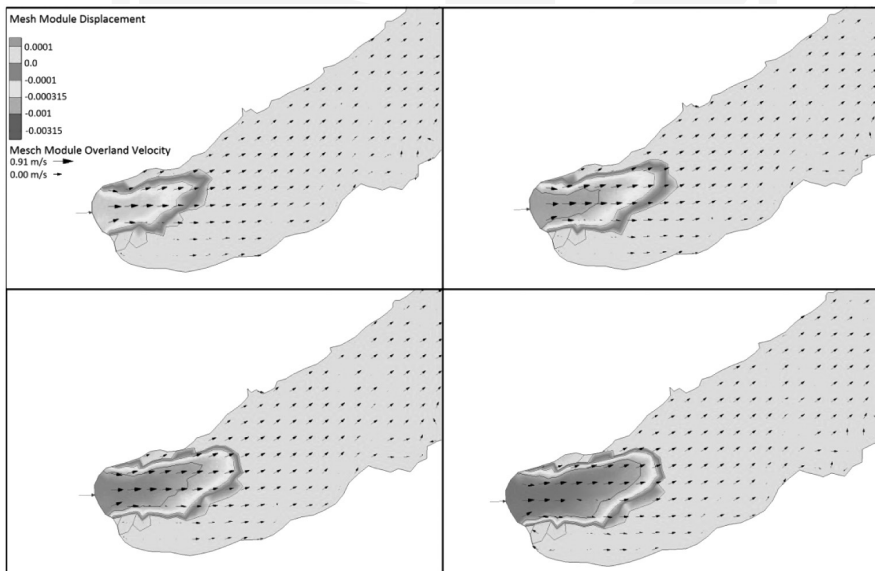 Mesh Module Displacement
0.0001
0.0
-0.0001
-0.000315
-0.001
-0.00315
Mesch Module Overland Velocity
0.91 m/s
0.00 m/s